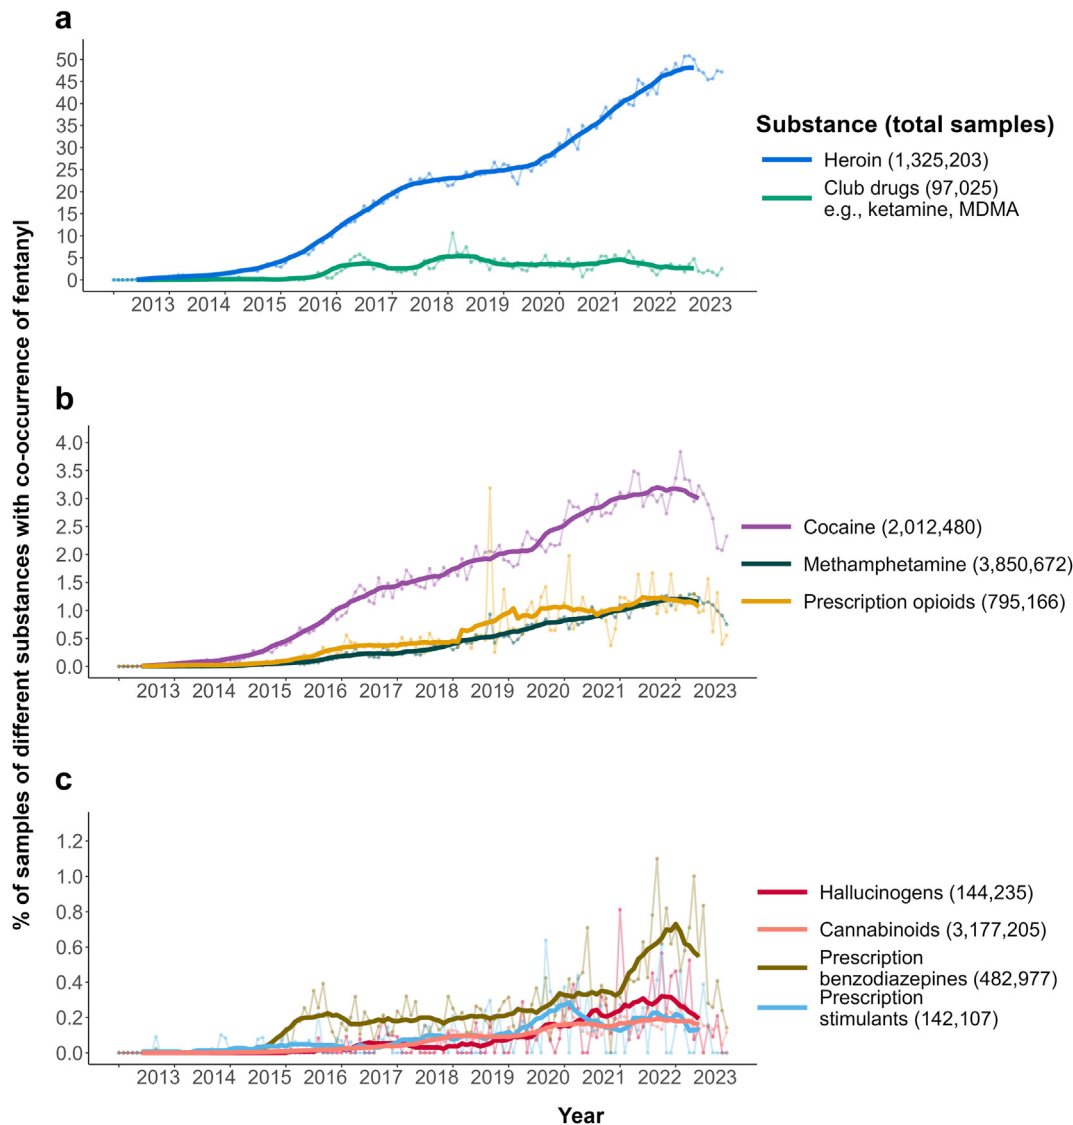 a
50
45
40
35
30
25
20
15
10
5
0
2013 2014 2015 2016 2017 2018 2019 2020 2021 2022 2023
Substance (total samples)
Heroin (1,325,203)
Club drugs (97,025)
e.g., ketamine, MDMA
% of samples of different substances with co-occurrence of fentanyl
b
4.0
3.5
3.0
2.5
2.0
1.5
1.0
0.5
0.0
2013 2014 2015 2016 2017 2018 2019 2020 2021 2022 2023
Cocaine (2,012,480)
Methamphetamine (3,850,672)
Prescription opioids (795,166)
c
1.2
1.0
0.8
0.6
0.4
0.2
0.0
2013 2014 2015 2016 2017 2018 2019 2020 2021 2022 2023
Hallucinogens (144,235)
Cannabinoids (3,177,205)
Prescription
benzodiazepines (482,977)
Prescription
stimulants (142,107)
Year